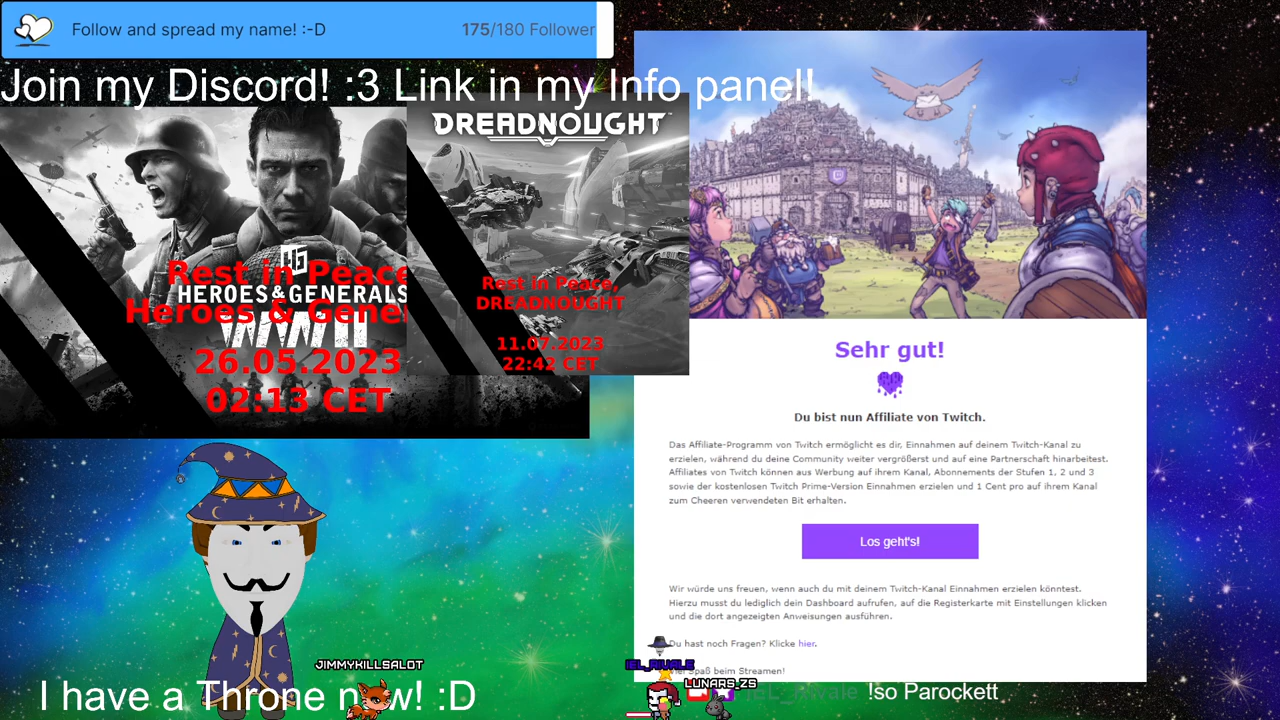 Follow and spread my name! :-D
175/180 Follower
Join my Discord! :3 Link in my Info panel!
Rest in Peace
HEROES & GENERALS
Heroes & Gener
WWII
26.05.2023
02:13 CET
DREADNOUGHT
Rest in Peace,
DREADNOUGHT
11.07.2023
22:42 CET
Sehr gut!
Du bist nun Affiliate von Twitch.
Das Affiliate-Programm von Twitch ermöglicht es dir, Einnahmen auf deinem Twitch-Kanal zu
erzielen, während du deine Community weiter vergrößerst und auf eine Partnerschaft hinarbeitest.
Affiliates von Twitch können aus Werbung auf ihrem Kanal, Abonnements der Stufen 1, 2 und 3
sowie der kostenlosen Twitch Prime-Version Einnahmen erzielen und 1 Cent pro auf ihrem Kanal
zum Cheeren verwendeten Bit erhalten.
Los geht's!
Wir würde uns freuen, wenn auch du mit deinem Twitch-Kanal Einnahmen erzielen könntest.
Hierzu musst du lediglich dein Dashboard aufrufen, auf die Registerkarte mit Einstellungen klicken
und die dort angezeigten Anweisungen ausführen.
Du hast noch Fragen? Klicke hier.
Spaß beim Streamen!
JIMMYKILLSALOT
LUNARS_ZS
I have a Throne now! :D
!so Parockett